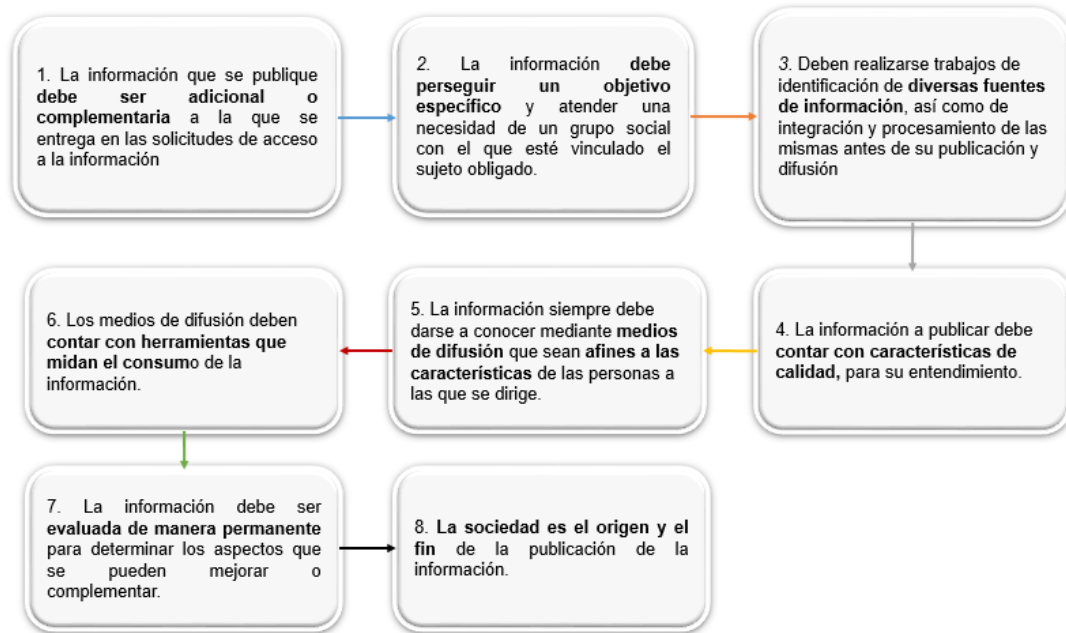 1. La información que se publique
debe ser adicional o
complementaria a la que se
entrega en las solicitudes de acceso
a la información
2. La información debe
perseguir un objetivo
específico y atender una
necesidad de un grupo social
con el que esté vinculado el
sujeto obligado.
3. Deben realizarse trabajos de
identificación de diversas fuentes
de información, así como de
integración y procesamiento de las
mismas antes de su publicación y
difusión
4. La información a publicar debe
contar con características de
calidad, para su entendimiento.
5. La información siempre debe
darse a conocer mediante medios
de difusión que sean afines a las
características de las personas a
las que se dirige.
6. Los medios de difusión deben
contar con herramientas que
midan el consumo de la
información.
7. La información debe ser
evaluada de manera permanente
para determinar los aspectos que
se pueden mejorar o
complementar.
8. La sociedad es el origen y el
fin de la publicación de la
información.